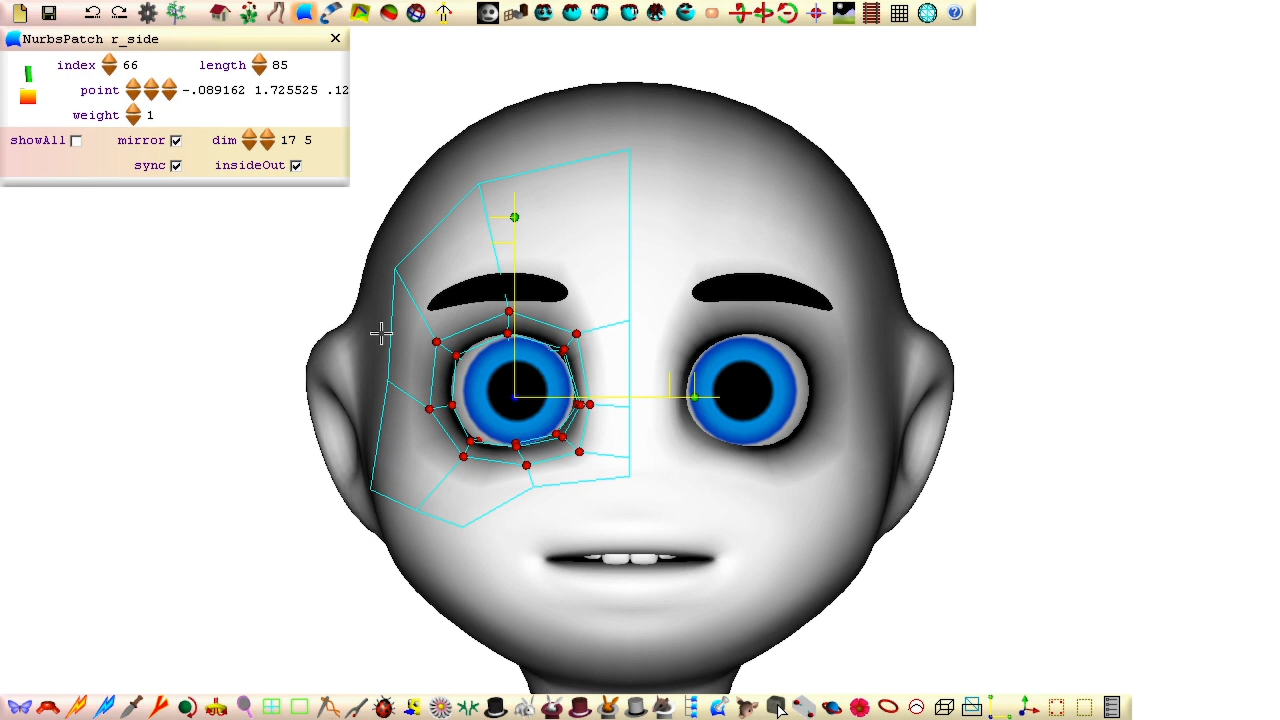 NurbsPatch r_side
index 66 length 85
point -.089162 1.725525 .12
weight 1
showAll mirror dim 17 5
sync insideOut